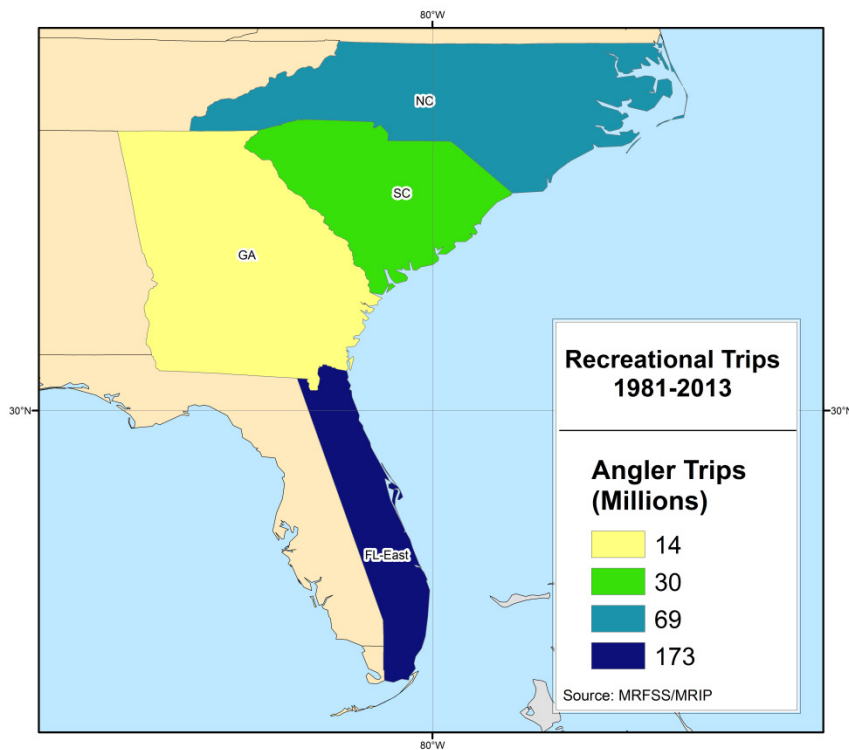 80°W
NC
SC
GA
30°N
30°N
FL-East
80°W
Recreational Trips
1981-2013
Angler Trips
(Millions)
14
30
69
173
Source: MRFSS/MRIP